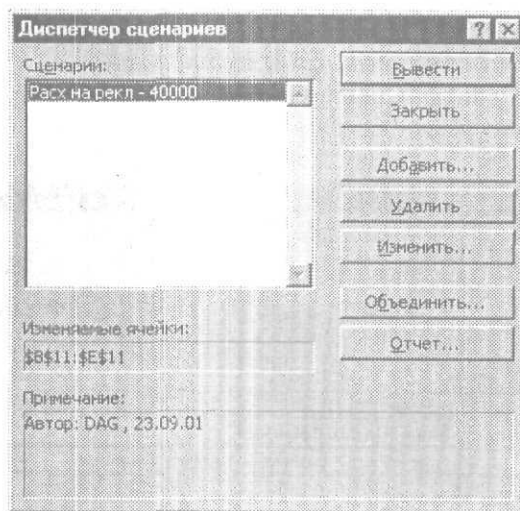 Диспетчер сценариев
Сценарии:
Расх на рекл - 40000
Вывести
Закрыть
Добавить...
Удалить
Изменить...
Объединить...
Отчет...
Изменяемые ячейки:
$B$11:$E$11
Примечание:
Автор: DAG , 23.09.01